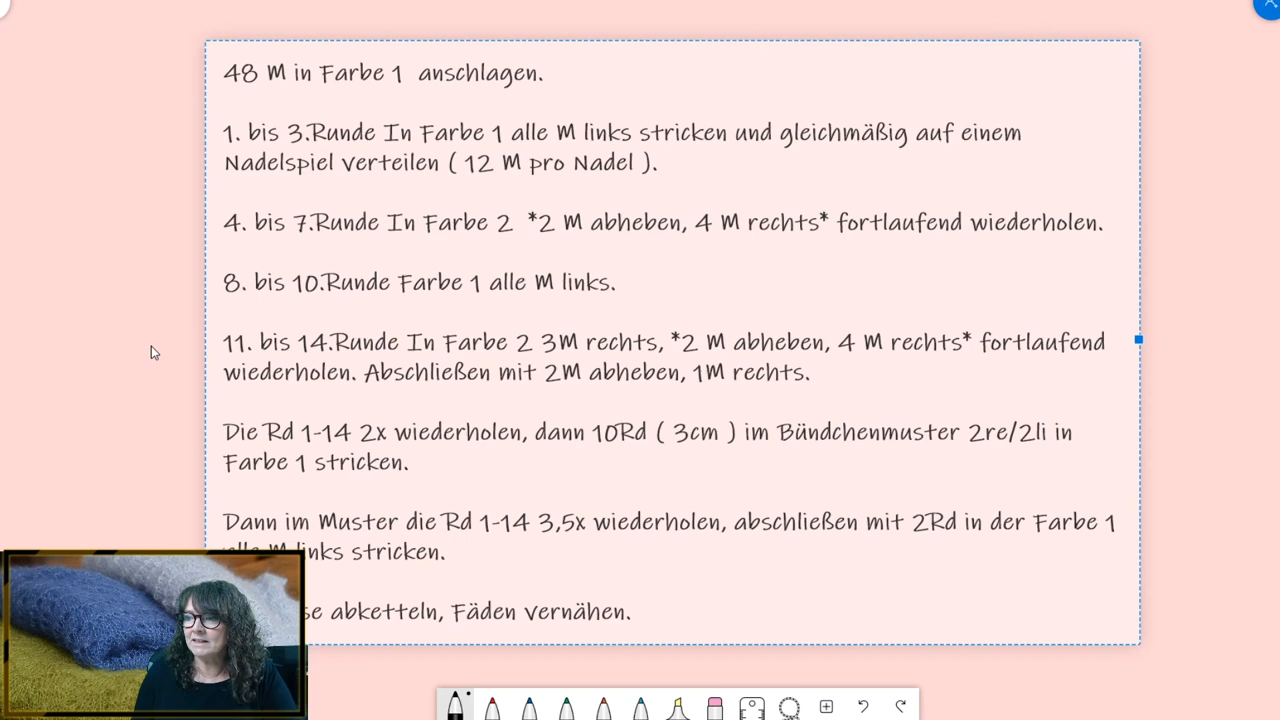 48 M in Farbe 1 anschlagen.
1. bis 3.Runde In Farbe 1 alle M links stricken und gleichmäßig auf einem
Nadelspiel verteilen ( 12 M pro Nadel ).
4. bis 7.Runde In Farbe 2 *2 M abheben, 4 M rechts* fortlaufend wiederholen.
8. bis 10.Runde Farbe 1 alle M links.
11. bis 14.Runde In Farbe 2 3M rechts, *2 M abheben, 4 M rechts* fortlaufend
wiederholen. Abschließen mit 2M abheben, 1M rechts.
Die Rd 1-14 2x wiederholen, dann 10Rd ( 3cm ) im Bündchenmuster 2re/2li in
Farbe 1 stricken.
Dann im Muster die Rd 1-14 3,5x wiederholen, abschließen mit 2Rd in der Farbe 1
alle M links stricken.
abketteln, Fäden vernähen.